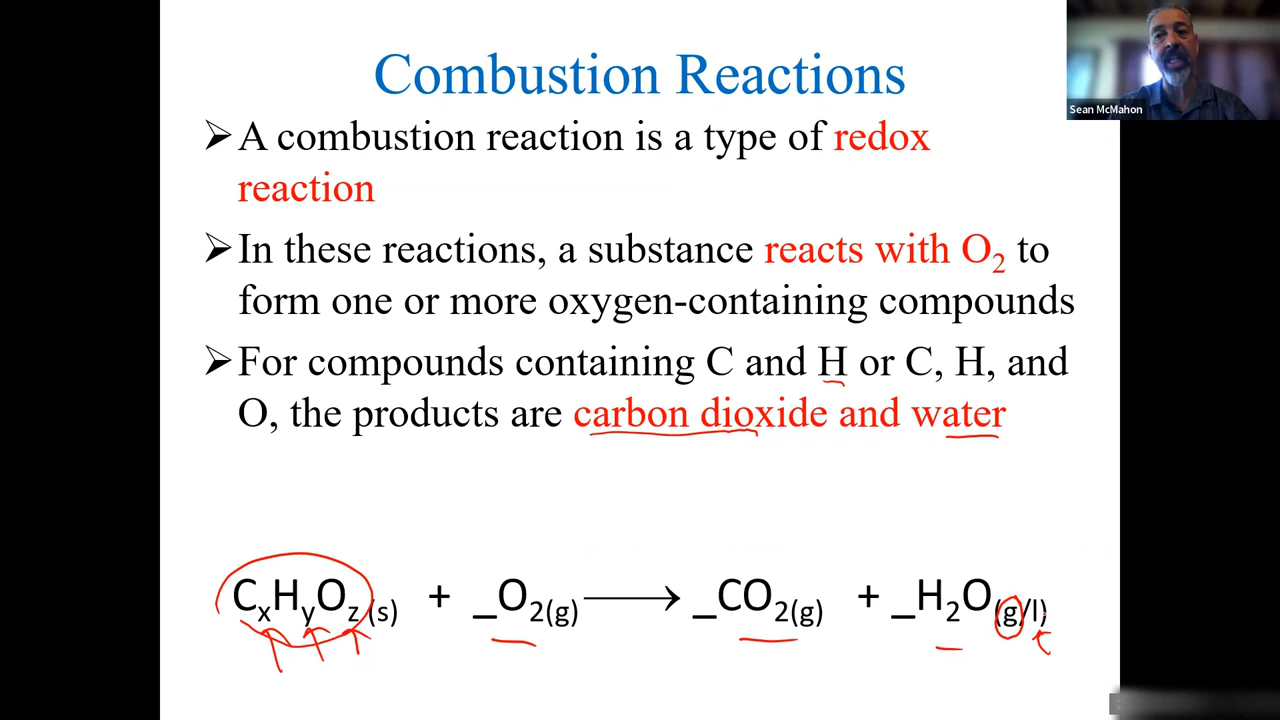 Combustion Reactions
Sean McMahon
➢A combustion reaction is a type of redox
reaction
➢In these reactions, a substance reacts with O₂ to
form one or more oxygen-containing compounds
➢For compounds containing C and H or C, H, and
O, the products are carbon dioxide and water
CₓHᵧO_z (s) + _O₂(g) ⟶ _CO₂(g) + _H₂O(g/l)